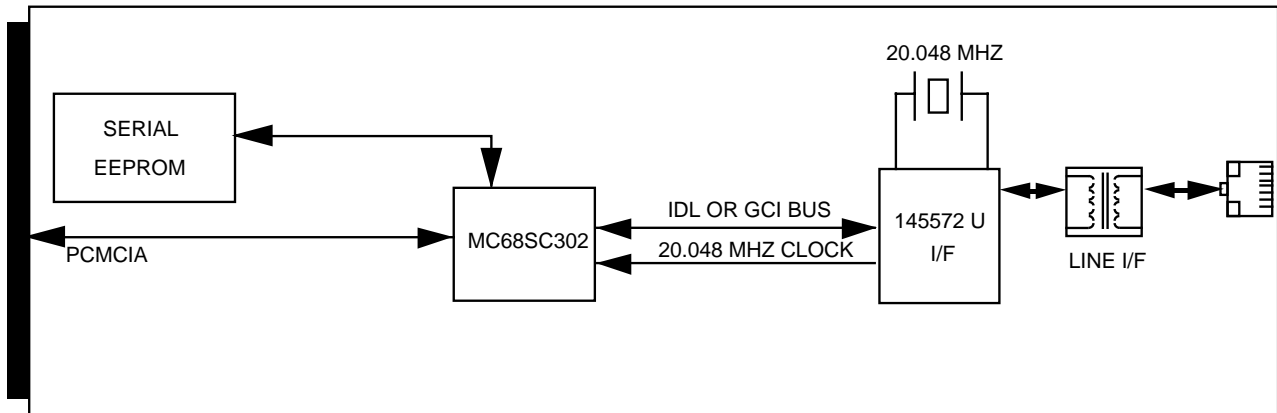 20.048 MHZ
SERIAL
EEPROM
PCMCIA
MC68SC302
IDL OR GCI BUS
20.048 MHZ CLOCK
145572 U
I/F
LINE I/F